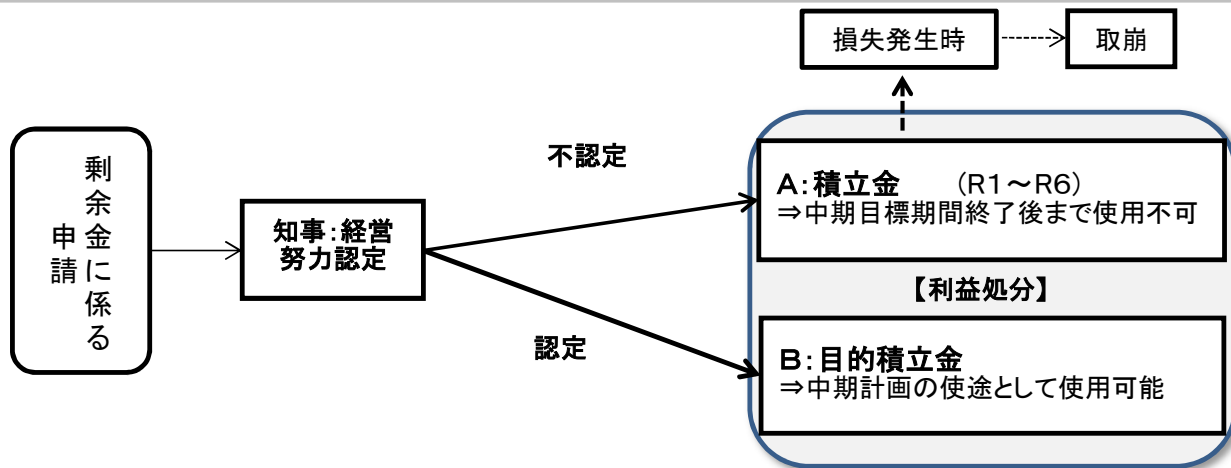 損失発生時
取崩
剰余金に係る
申請
知事：経営
努力認定
不認定
認定
A：積立金　（R1～R6）
⇒中期目標期間終了後まで使用不可
【利益処分】
B：目的積立金
⇒中期計画の使途として使用可能